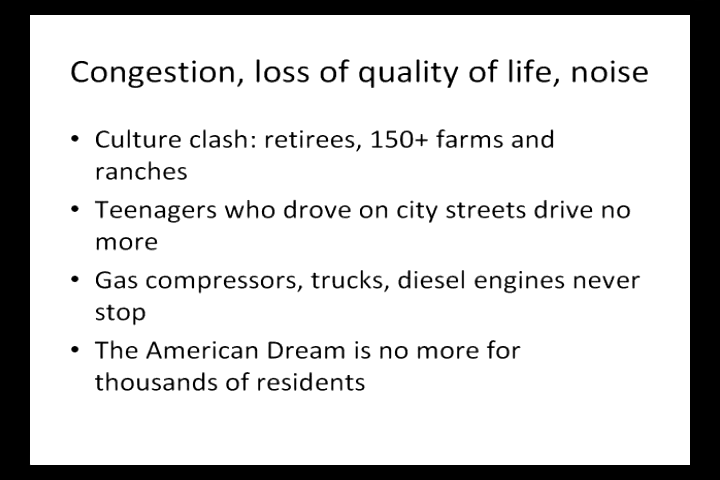 Congestion, loss of quality of life, noise
• Culture clash: retirees, 150+ farms and
ranches
• Teenagers who drove on city streets drive no
more
• Gas compressors, trucks, diesel engines never
stop
• The American Dream is no more for
thousands of residents